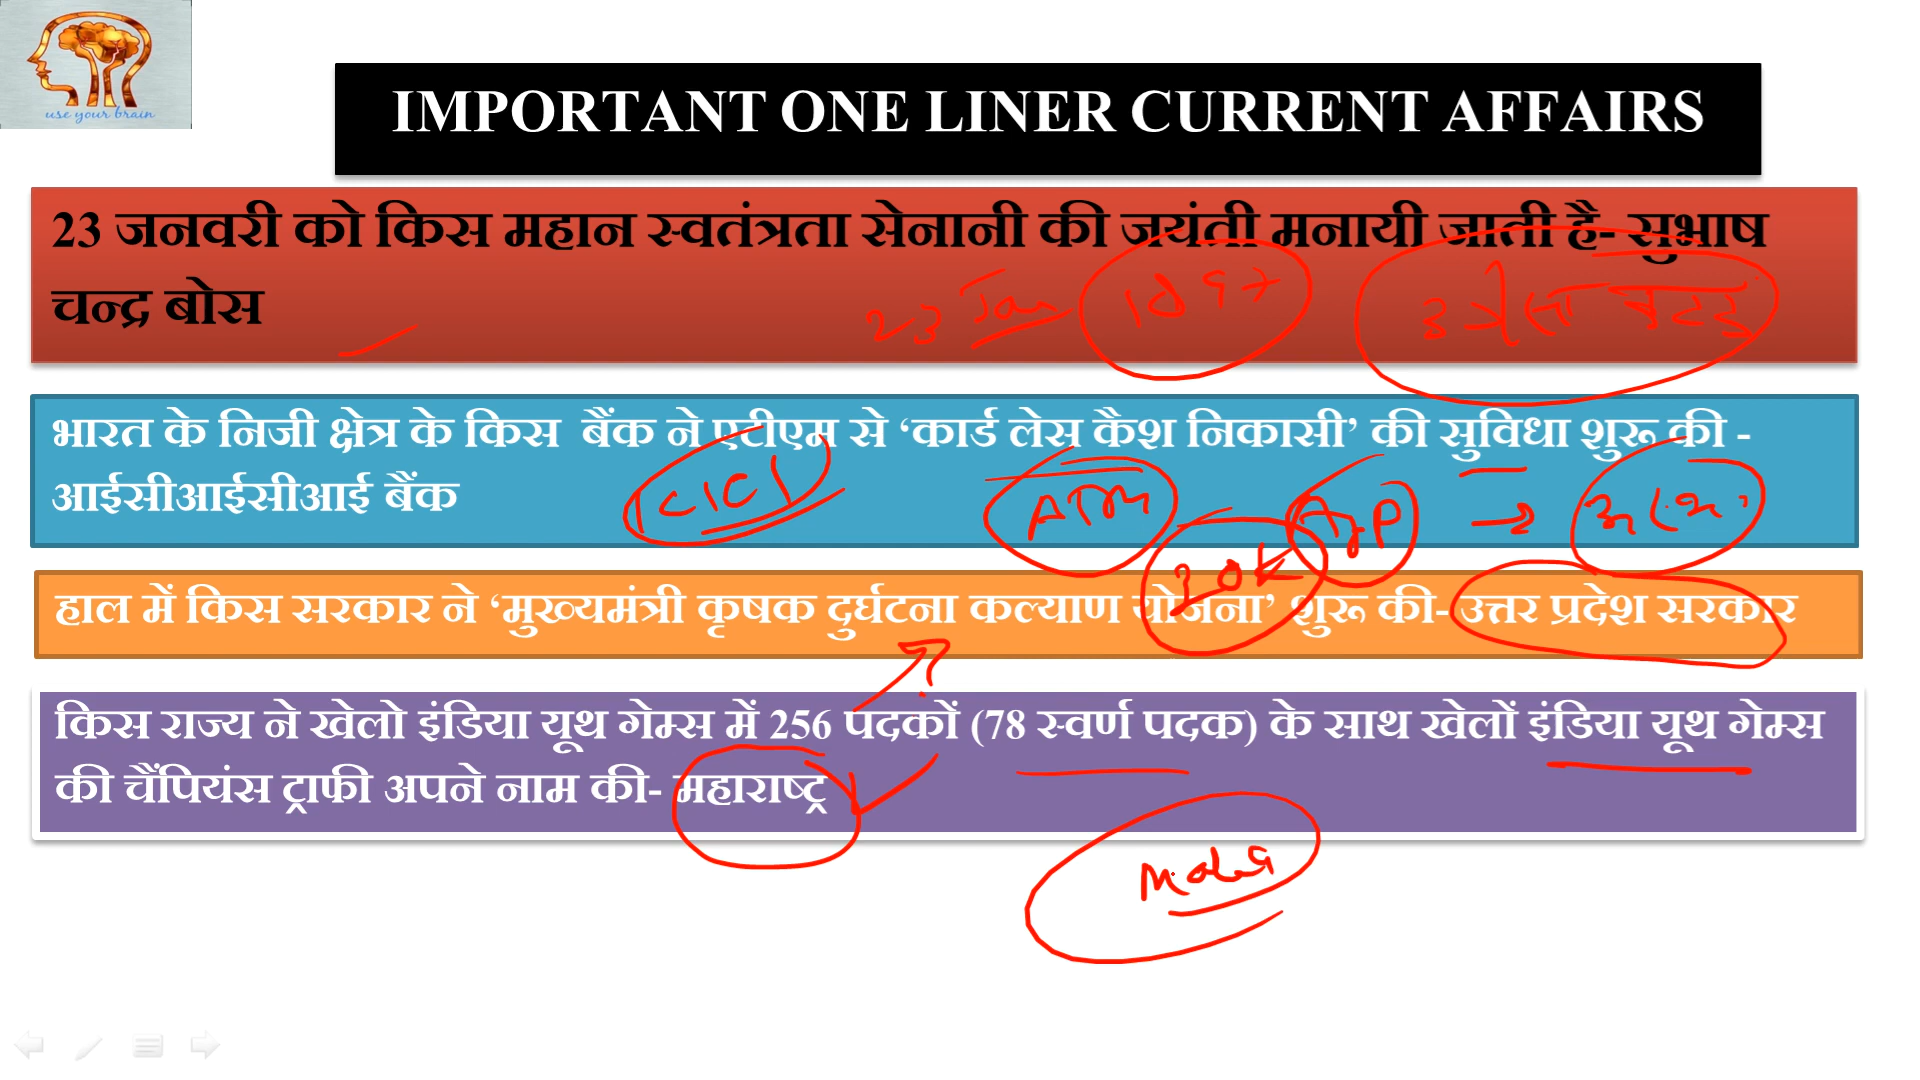 use your brain
IMPORTANT ONE LINER CURRENT AFFAIRS
23 जनवरी को किस महान स्वतंत्रता सेनानी की जयंती मनायी जाती है- सुभाष
चन्द्र बोस
23 Jan 1897
भारत के निजी क्षेत्र के किस बैंक ने एटीएम से ‘कार्ड लेस कैश निकासी’ की सुविधा शुरू की -
आईसीआईसीआई बैंक
ICICI ATM
20K
हाल में किस सरकार ने ‘मुख्यमंत्री कृषक दुर्घटना कल्याण योजना’ शुरू की- उत्तर प्रदेश सरकार
किस राज्य ने खेलो इंडिया यूथ गेम्स में 256 पदकों (78 स्वर्ण पदक) के साथ खेलों इंडिया यूथ गेम्स
की चैंपियंस ट्राफी अपने नाम की- महाराष्ट्र